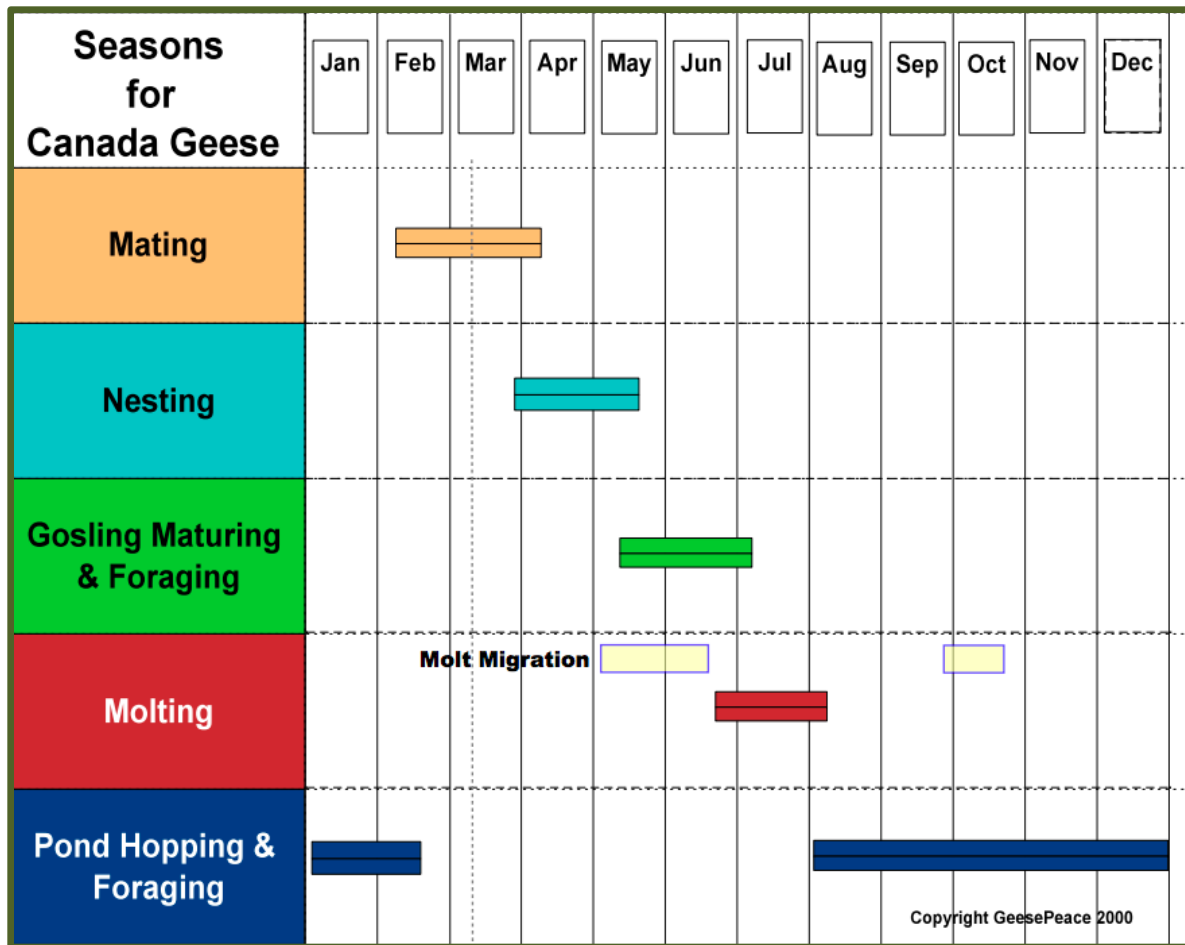 Seasons
for
Canada Geese
Jan Feb Mar Apr May Jun Jul Aug Sep Oct Nov Dec
Mating
Nesting
Gosling Maturing
& Foraging
Molt Migration
Molting
Pond Hopping &
Foraging
Copyright GeesePeace 2000